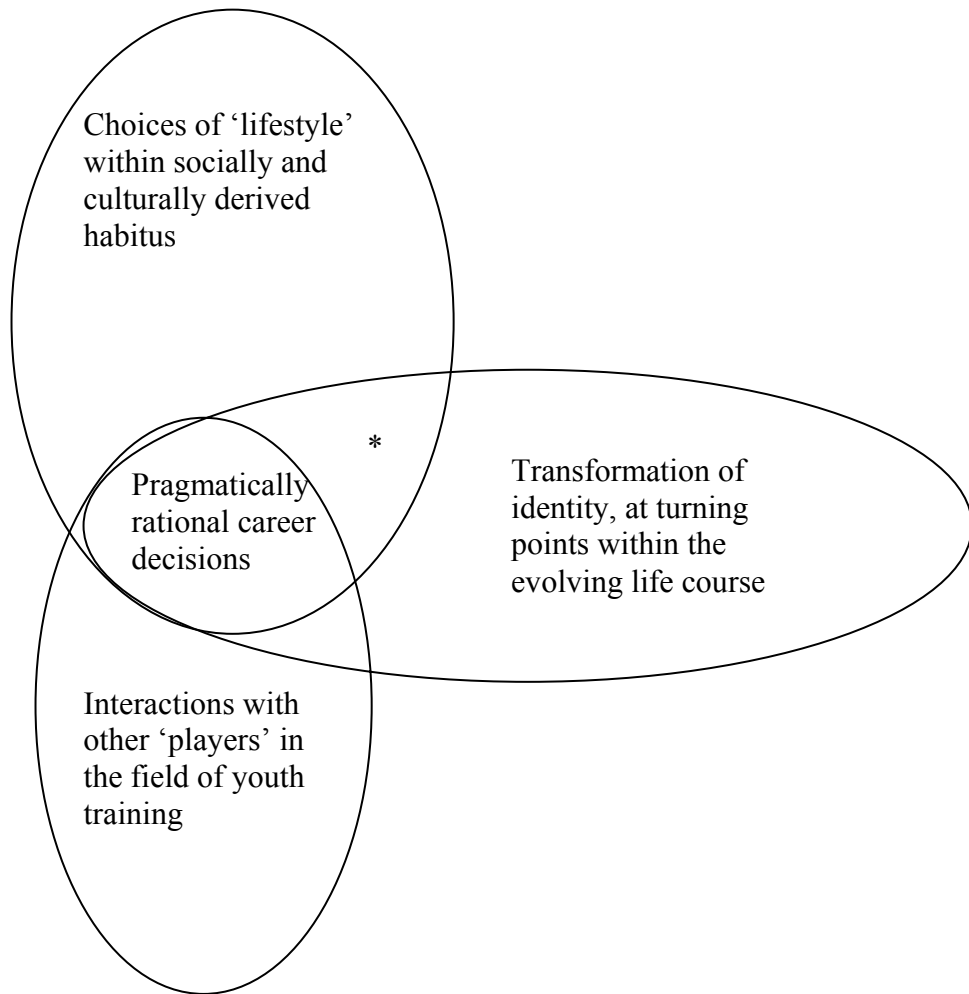 Choices of ‘lifestyle’
within socially and
culturally derived
habitus
*
Pragmatically
rational career
decisions
Transformation of
identity, at turning
points within the
evolving life course
Interactions with
other ‘players’ in
the field of youth
training